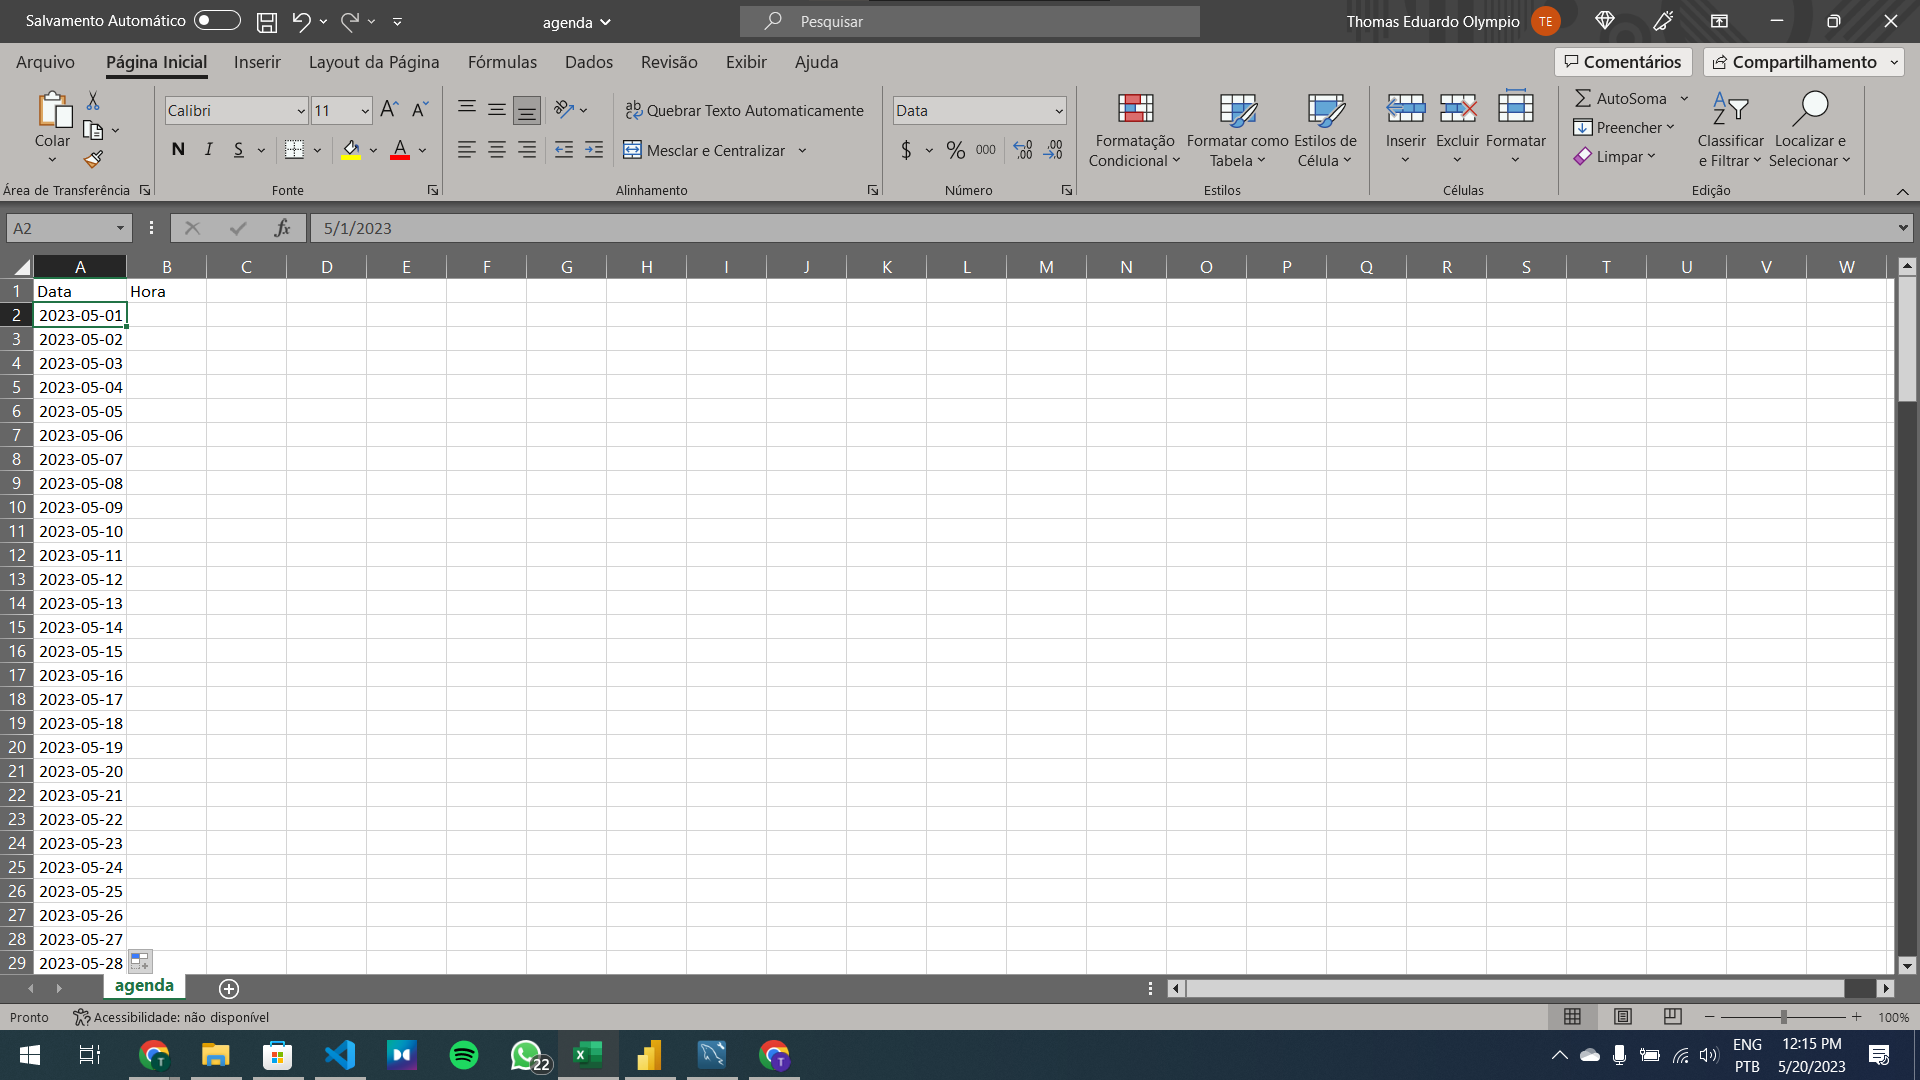 Salvamento Automático
agenda
Pesquisar
Thomas Eduardo Olympio
TE
Arquivo
Página Inicial
Inserir
Layout da Página
Fórmulas
Dados
Revisão
Exibir
Ajuda
Comentários
Compartilhamento
Colar
Área de Transferência
Calibri
11
N I S
A
Fonte
Quebrar Texto Automaticamente
Mesclar e Centralizar
Alinhamento
Data
$ % 000
Número
Formatação Condicional
Formatar como Tabela
Estilos de Célula
Estilos
Inserir
Excluir
Formatar
Células
AutoSoma
Preencher
Limpar
Classificar e Filtrar
Localizar e Selecionar
Edição
A2
fx
5/1/2023
A B C D E F G H I J K L M N O P Q R S T U V W
1 Data Hora
2 2023-05-01
3 2023-05-02
4 2023-05-03
5 2023-05-04
6 2023-05-05
7 2023-05-06
8 2023-05-07
9 2023-05-08
10 2023-05-09
11 2023-05-10
12 2023-05-11
13 2023-05-12
14 2023-05-13
15 2023-05-14
16 2023-05-15
17 2023-05-16
18 2023-05-17
19 2023-05-18
20 2023-05-19
21 2023-05-20
22 2023-05-21
23 2023-05-22
24 2023-05-23
25 2023-05-24
26 2023-05-25
27 2023-05-26
28 2023-05-27
29 2023-05-28
agenda
Pronto
Acessibilidade: não disponível
100%
22
ENG
PTB
12:15 PM
5/20/2023